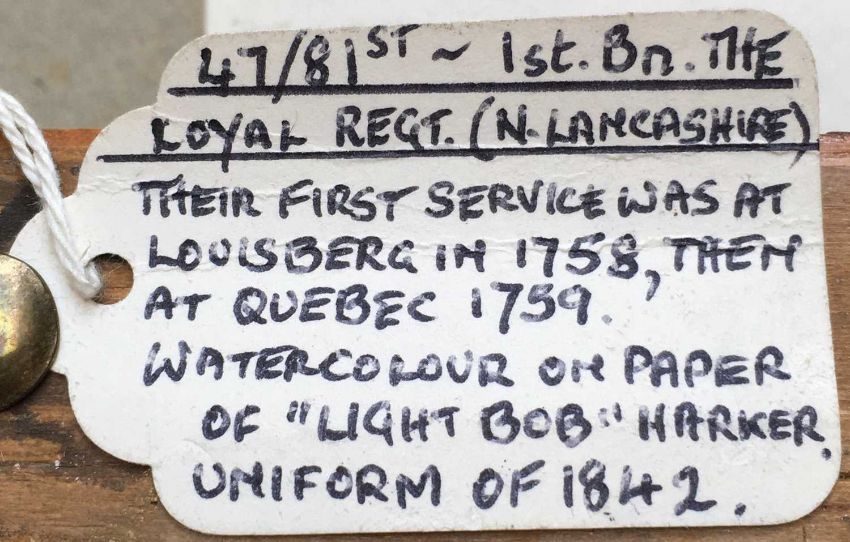 47/81ST ~ 1st. Bn. THE
LOYAL REGT. (N. LANCASHIRE)
THEIR FIRST SERVICE WAS AT
LOUISBERG IN 1758, THEN
AT QUEBEC 1759.
WATERCOLOUR ON PAPER
OF "LIGHT BOB" HARKER.
UNIFORM OF 1842.